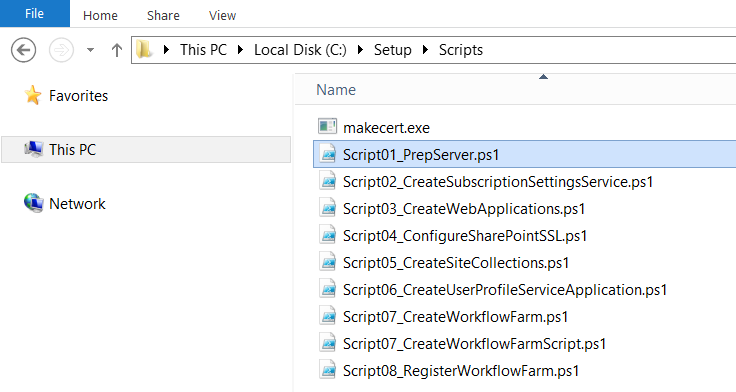 File Home Share View
This PC Local Disk (C:) Setup Scripts
Favorites
This PC
Network
Name
makecert.exe
Script01_PrepServer.ps1
Script02_CreateSubscriptionSettingsService.ps1
Script03_CreateWebApplications.ps1
Script04_ConfigureSharePointSSL.ps1
Script05_CreateSiteCollections.ps1
Script06_CreateUserProfileServiceApplication.ps1
Script07_CreateWorkflowFarm.ps1
Script07_CreateWorkflowFarmScript.ps1
Script08_RegisterWorkflowFarm.ps1